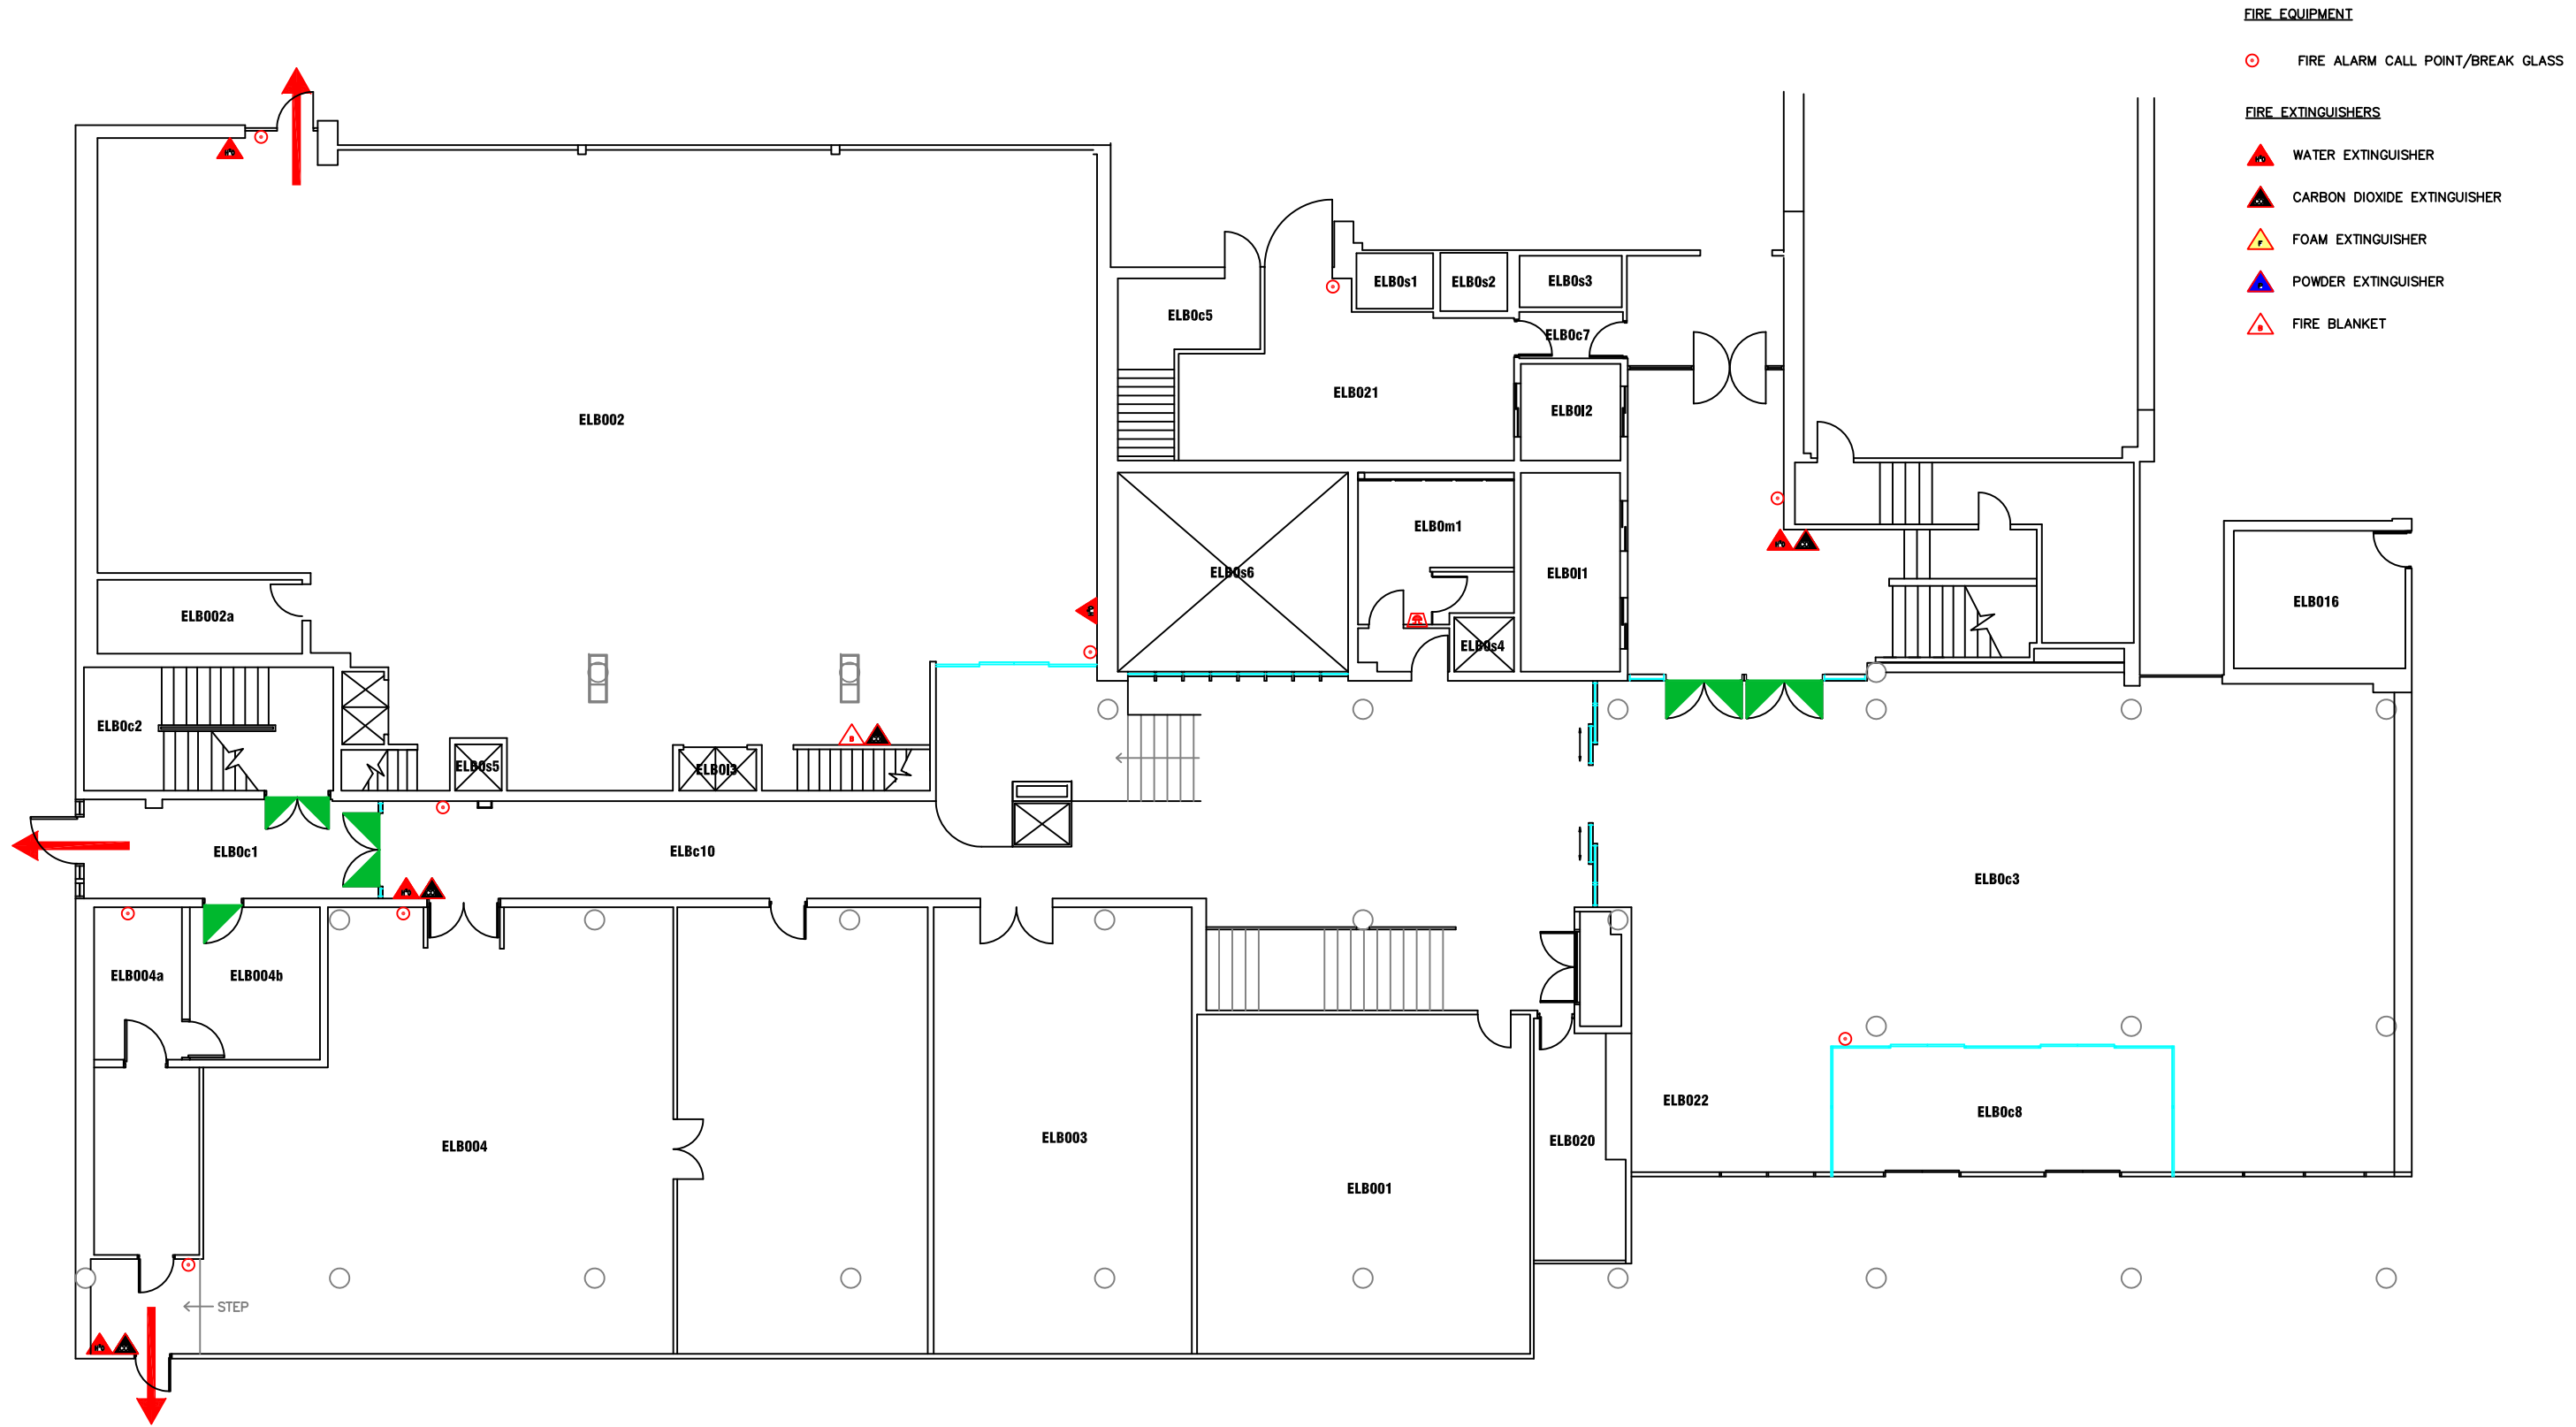 FIRE EQUIPMENT
FIRE ALARM CALL POINT/BREAK GLASS
FIRE EXTINGUISHERS
WATER EXTINGUISHER
CARBON DIOXIDE EXTINGUISHER
F
FOAM EXTINGUISHER
POWDER EXTINGUISHER
B
FIRE BLANKET
ELB0s1
ELB0s2
ELB0s3
ELB0c5
ELB0c7
ELB021
ELB0l2
ELB002
ELB0m1
ELB0s6
ELB0l1
ELB016
ELB002a
ELB0s4
ELB0c2
B
ELB0s5
ELB0l3
ELB0c1
ELBc10
ELB0c3
ELB004a
ELB004b
ELB022
ELB0c8
ELB004
ELB003
ELB020
ELB001
STEP